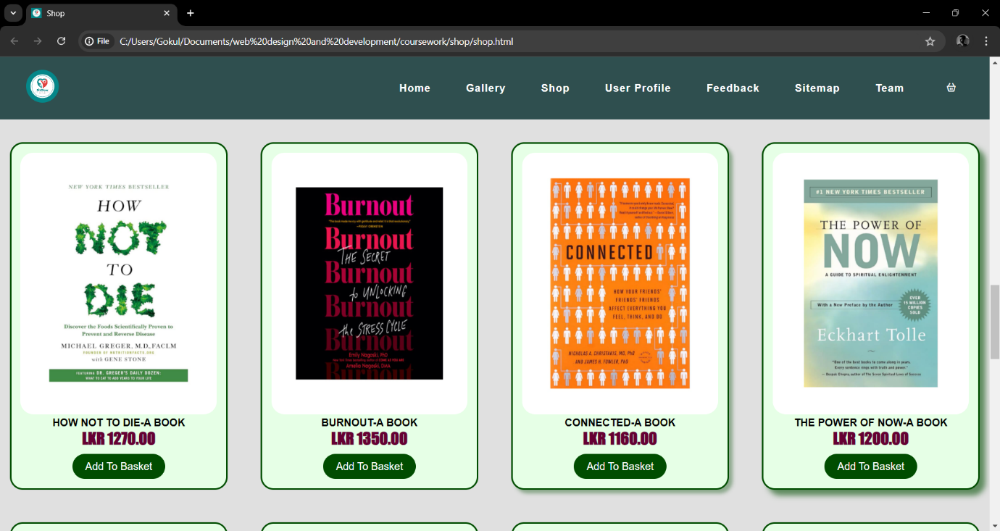 Shop
File
C:/Users/Gokul/Documents/web%20design%20and%20development/coursework/shop/shop.html
Home
Gallery
Shop
User Profile
Feedback
Sitemap
Team
NEW YORK TIMES BESTSELLER
HOW
NOT
TO
DIE
Discover the Foods Scientifically Proven to
Prevent and Reverse Disease
MICHAEL GREGER, M.D., FACLM
FOUNDER OF NUTRITIONFACTS.ORG
with GENE STONE
FEATURING DR. GREGER'S DAILY DOZEN:
WHAT TO EAT TO ADD YEARS TO YOUR LIFE
HOW NOT TO DIE-A BOOK
LKR 1270.00
Add To Basket
Burnout
Burnout
THE SECRET
Burnout
to UNLOCKING
Burnout
the STRESS CYCLE
Burnout
Emily Nagoski, PhD
Amelia Nagoski, DMA
Burnout
BURNOUT-A BOOK
LKR 1350.00
Add To Basket
CONNECTED
HOW YOUR FRIENDS'
FRIENDS' FRIENDS
AFFECT EVERYTHING YOU
FEEL, THINK, AND DO
NICHOLAS A. CHRISTAKIS, MD, PhD
AND JAMES H. FOWLER, PhD
CONNECTED-A BOOK
LKR 1160.00
Add To Basket
#1 NEW YORK TIMES BESTSELLER
THE POWER OF
NOW
A GUIDE TO SPIRITUAL ENLIGHTENMENT
With a New Preface by the Author
OVER
15 MILLION
COPIES
SOLD
Eckhart Tolle
"One of the best books to come along in years.
Every sentence rings with truth and power."
— Deepak Chopra, author of The Seven Spiritual Laws of Success
THE POWER OF NOW-A BOOK
LKR 1200.00
Add To Basket